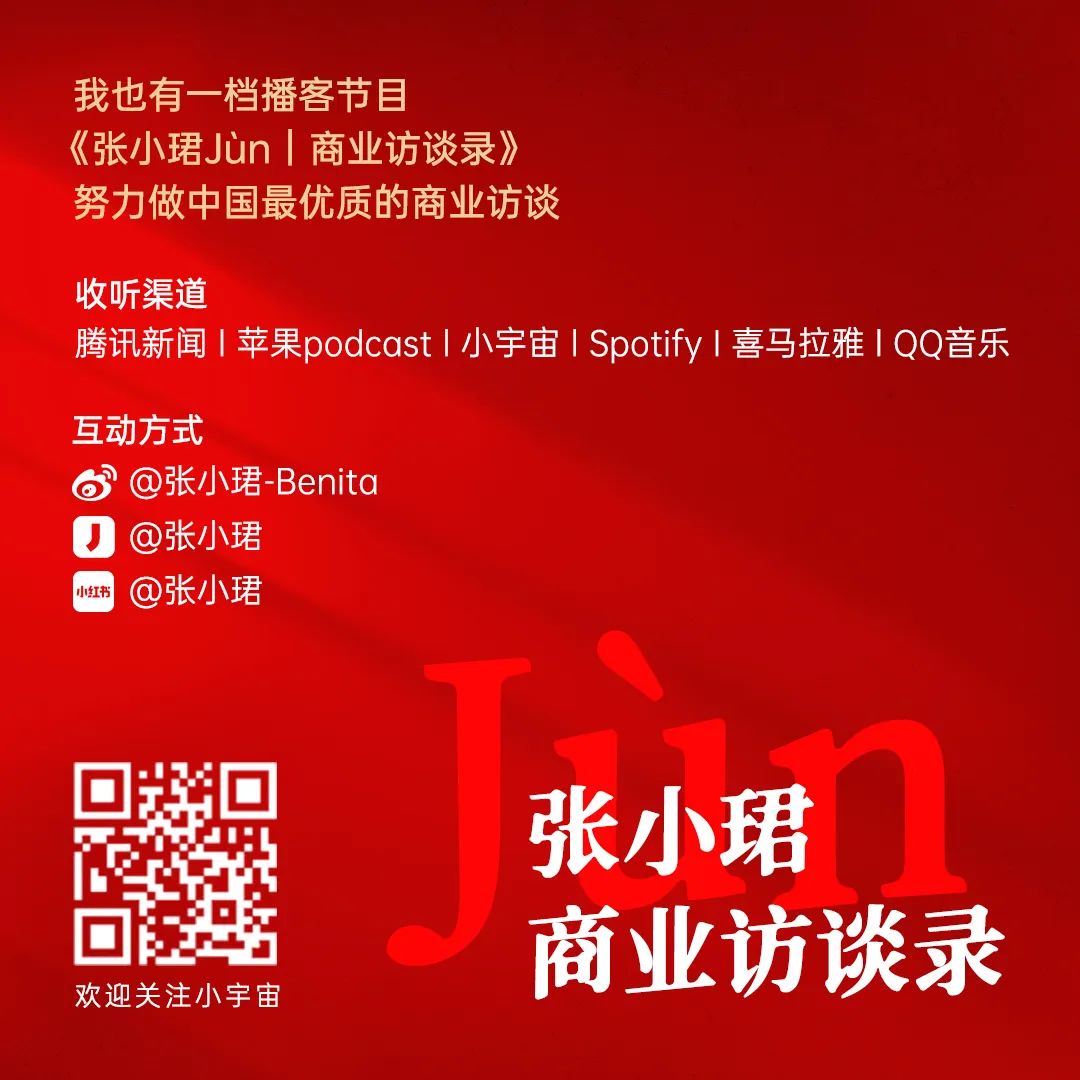 我也有一档播客节目
《张小珺Jùn｜商业访谈录》
努力做中国最优质的商业访谈
收听渠道
腾讯新闻 | 苹果podcast | 小宇宙 | Spotify | 喜马拉雅 | QQ音乐
互动方式
@张小珺-Benita
@张小珺
小红书 @张小珺
Jùn
张小珺
商业访谈录
欢迎关注小宇宙